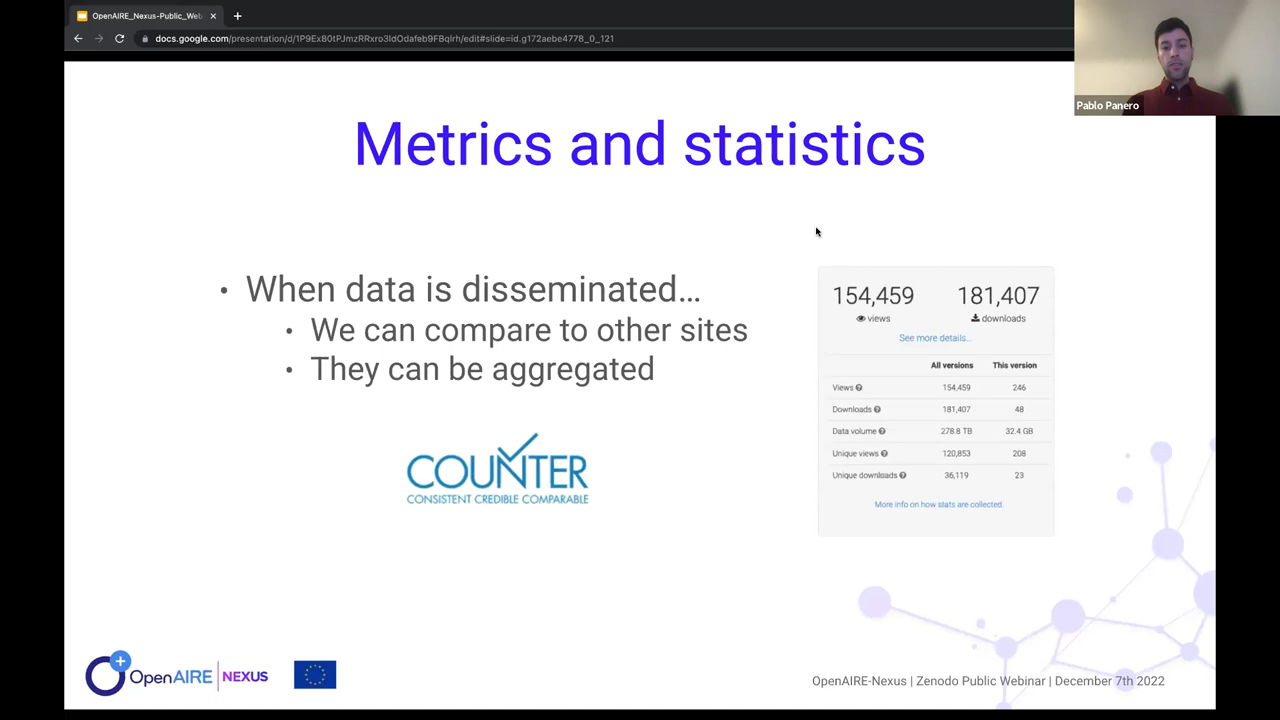 OpenAIRE_Nexus-Public_Web
docs.google.com/presentation/d/1P9Ex80tPJmzRRxro3IdOdafeb9FBqlrh/edit#slide=id.g172aebe4778_0_121
Pablo Panero
Metrics and statistics
• When data is disseminated…
• We can compare to other sites
• They can be aggregated
COUNTER
CONSISTENT CREDIBLE COMPARABLE
154,459 181,407
views downloads
See more details...
All versions This version
Views 154,459 246
Downloads 181,407 48
Data volume 278.8 TB 32.4 GB
Unique views 120,853 208
Unique downloads 36,119 23
More info on how stats are collected.
OpenAIRE NEXUS
OpenAIRE-Nexus | Zenodo Public Webinar | December 7th 2022